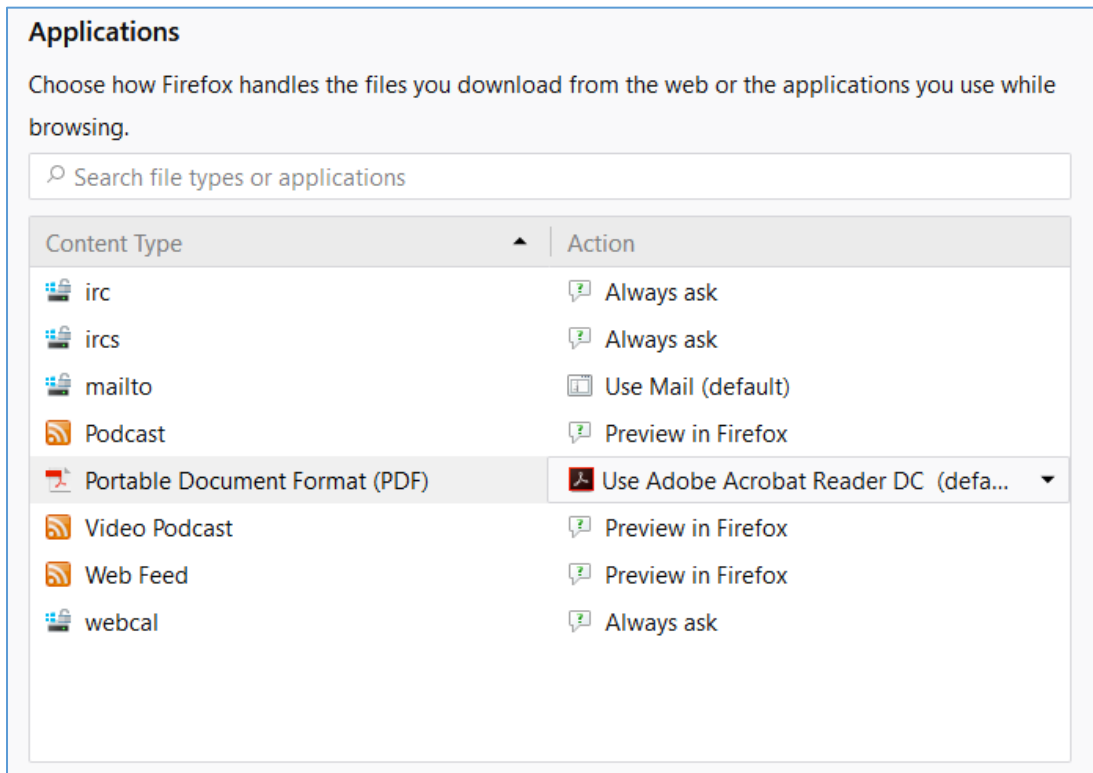 Applications
Choose how Firefox handles the files you download from the web or the applications you use while
browsing.
Search file types or applications
Content Type Action
irc Always ask
ircs Always ask
mailto Use Mail (default)
Podcast Preview in Firefox
Portable Document Format (PDF) Use Adobe Acrobat Reader DC (defa...
Video Podcast Preview in Firefox
Web Feed Preview in Firefox
webcal Always ask